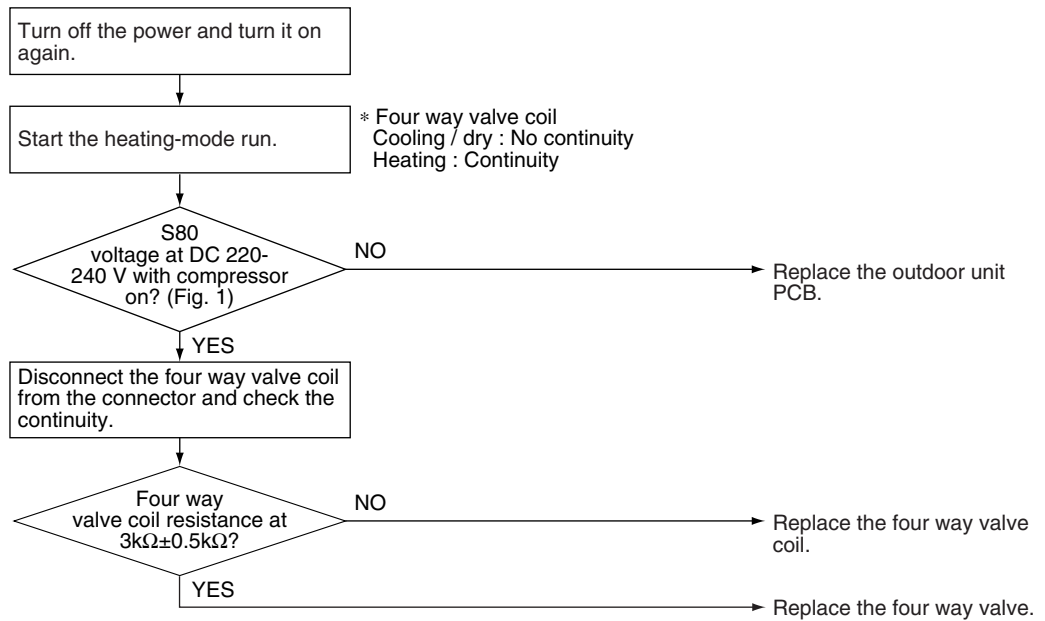 Turn off the power and turn it on
again.
Start the heating-mode run.
* Four way valve coil
Cooling / dry : No continuity
Heating : Continuity
S80
voltage at DC 220-
240 V with compressor
on? (Fig. 1)
NO
Replace the outdoor unit
PCB.
YES
Disconnect the four way valve coil
from the connector and check the
continuity.
Four way
valve coil resistance at
3kΩ±0.5kΩ?
NO
Replace the four way valve
coil.
YES
Replace the four way valve.